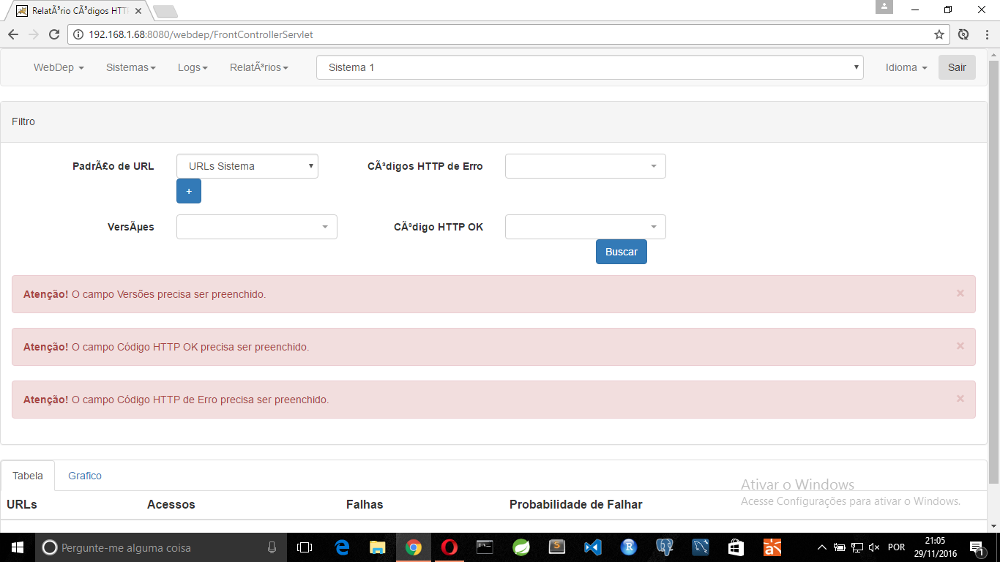 RelatÃ³rio CÃ³digos HTT
192.168.1.68:8080/webdep/FrontControllerServlet
WebDep Sistemas Logs RelatÃ³rios Sistema 1 Idioma Sair
Filtro
PadrÃ£o de URL URLs Sistema CÃ³digos HTTP de Erro
+
VersÃµes CÃ³digo HTTP OK
Buscar
Atenção! O campo Versões precisa ser preenchido. ×
Atenção! O campo Código HTTP OK precisa ser preenchido. ×
Atenção! O campo Código HTTP de Erro precisa ser preenchido. ×
Tabela Grafico
URLs Acessos Falhas Probabilidade de Falhar
Ativar o Windows
Acesse Configurações para ativar o Windows.
Pergunte-me alguma coisa POR 21:05
29/11/2016 1